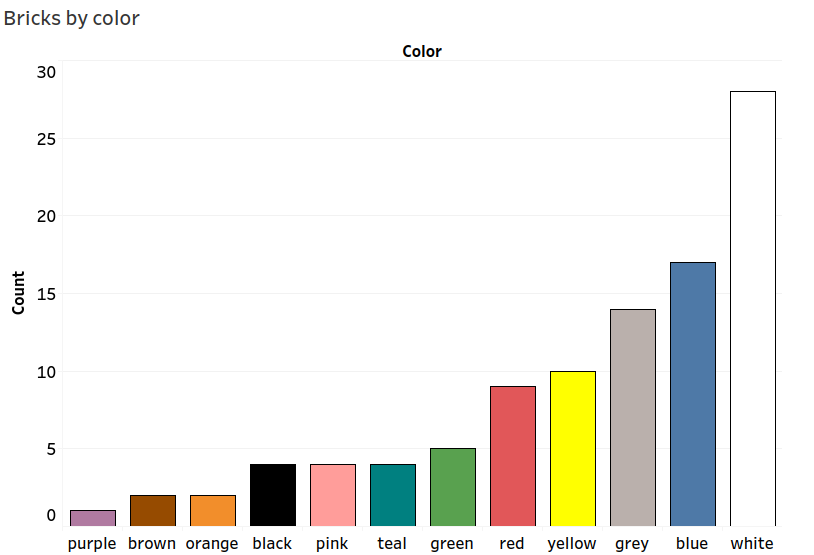 Bricks by color
Color
30
25
20
15
10
5
0
Count
purple brown orange black pink teal green red yellow grey blue white